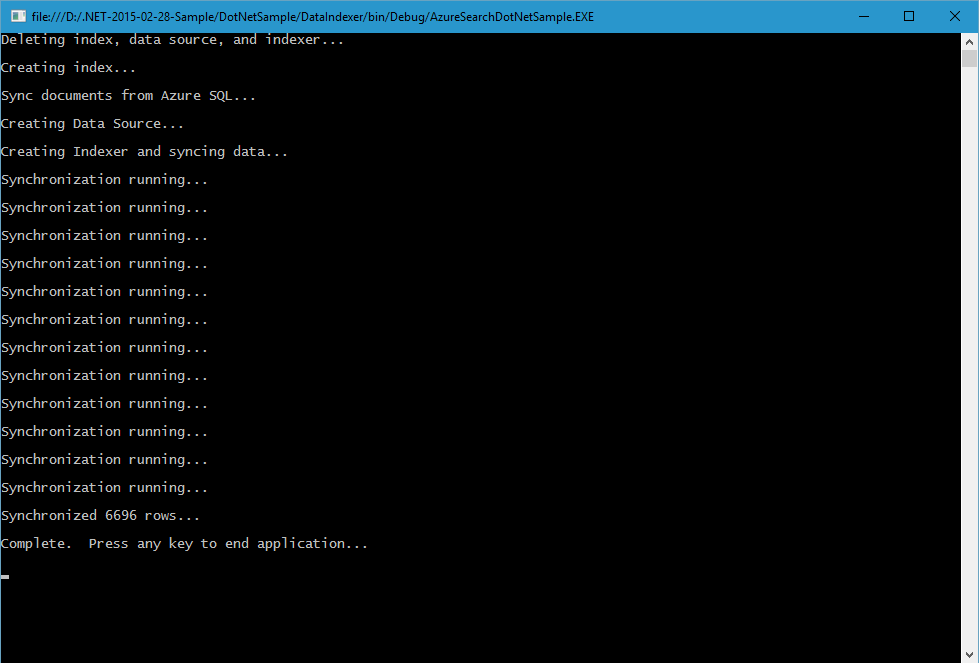 file:///D:/.NET-2015-02-28-Sample/DotNetSample/DataIndexer/bin/Debug/AzureSearchDotNetSample.EXE
Deleting index, data source, and indexer...
Creating index...
Sync documents from Azure SQL...
Creating Data Source...
Creating Indexer and syncing data...
Synchronization running...
Synchronization running...
Synchronization running...
Synchronization running...
Synchronization running...
Synchronization running...
Synchronization running...
Synchronization running...
Synchronization running...
Synchronization running...
Synchronization running...
Synchronization running...
Synchronized 6696 rows...
Complete.  Press any key to end application...